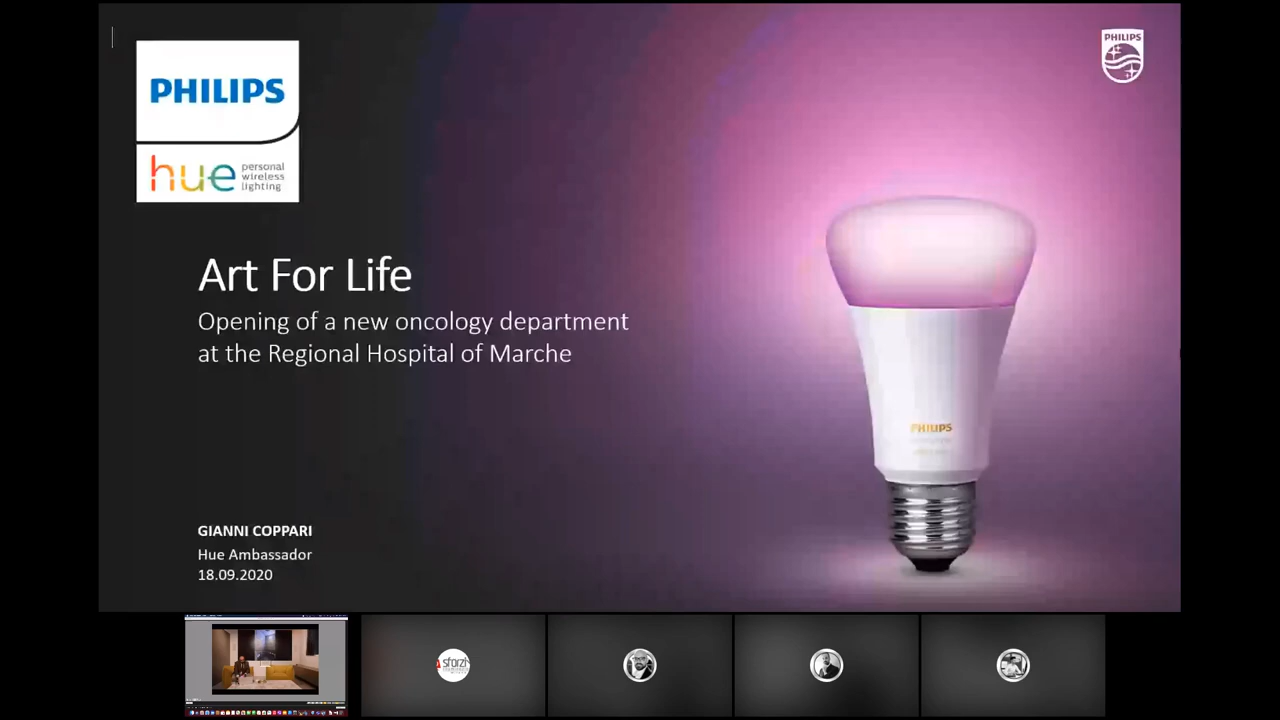 PHILIPS
hue personal
wireless
lighting
PHILIPS
Art For Life
Opening of a new oncology department
at the Regional Hospital of Marche
PHILIPS
GIANNI COPPARI
Hue Ambassador
18.09.2020
sforzi